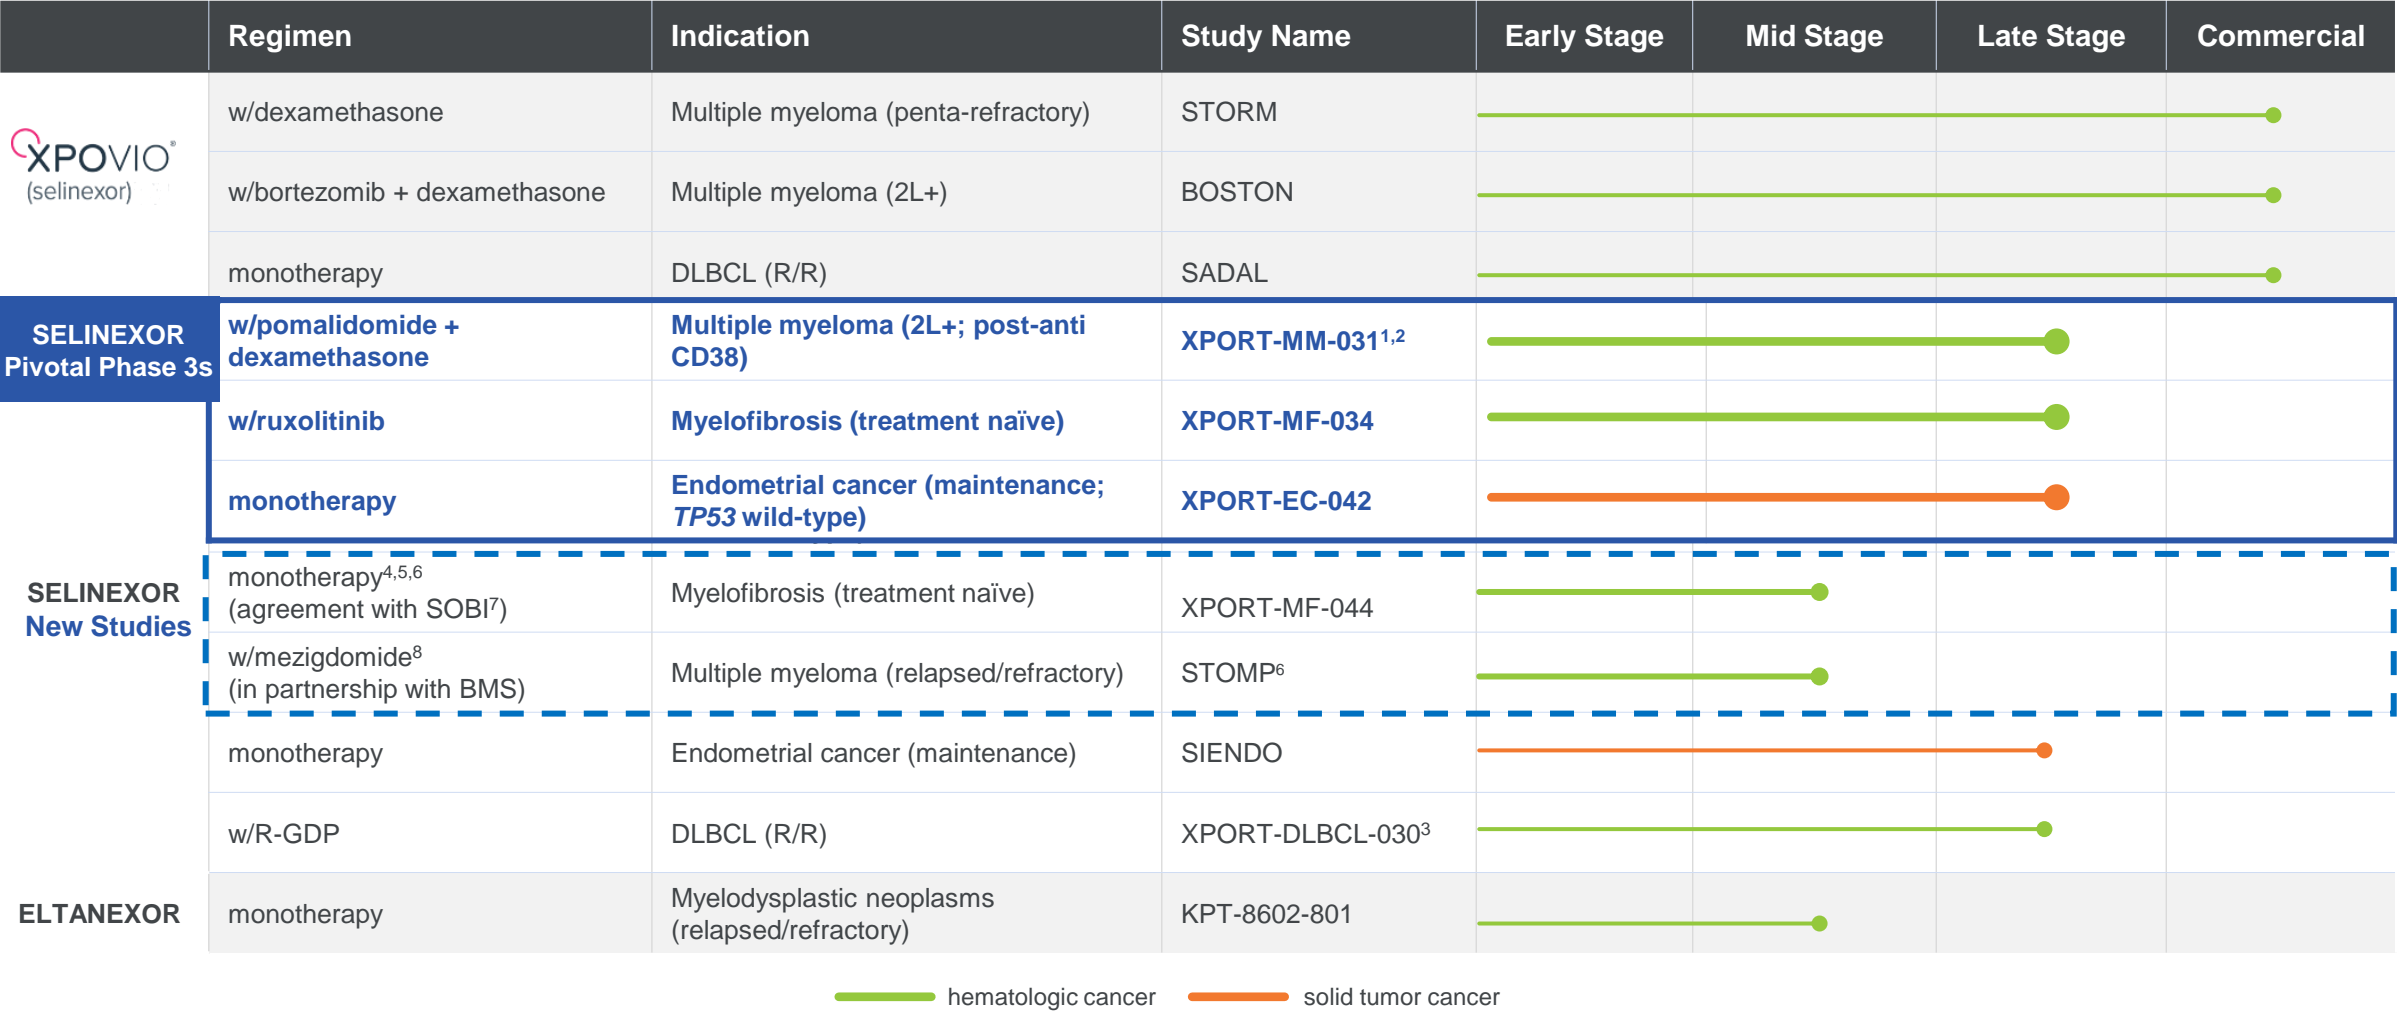 Regimen Indication Study Name Early Stage Mid Stage Late Stage Commercial
XPOVIO®
(selinexor)
w/dexamethasone Multiple myeloma (penta-refractory) STORM
w/bortezomib + dexamethasone Multiple myeloma (2L+) BOSTON
monotherapy DLBCL (R/R) SADAL
SELINEXOR
Pivotal Phase 3s
w/pomalidomide +
dexamethasone
Multiple myeloma (2L+; post-anti
CD38)
XPORT-MM-031¹,²
w/ruxolitinib Myelofibrosis (treatment naïve) XPORT-MF-034
monotherapy
Endometrial cancer (maintenance;
TP53 wild-type)
XPORT-EC-042
SELINEXOR
New Studies
monotherapy⁴,⁵,⁶
(agreement with SOBI⁷)
Myelofibrosis (treatment naïve)
XPORT-MF-044
w/mezigdomide⁸
(in partnership with BMS)
Multiple myeloma (relapsed/refractory) STOMP⁶
monotherapy Endometrial cancer (maintenance) SIENDO
w/R-GDP DLBCL (R/R) XPORT-DLBCL-030³
ELTANEXOR
monotherapy
Myelodysplastic neoplasms
(relapsed/refractory)
KPT-8602-801
hematologic cancer solid tumor cancer